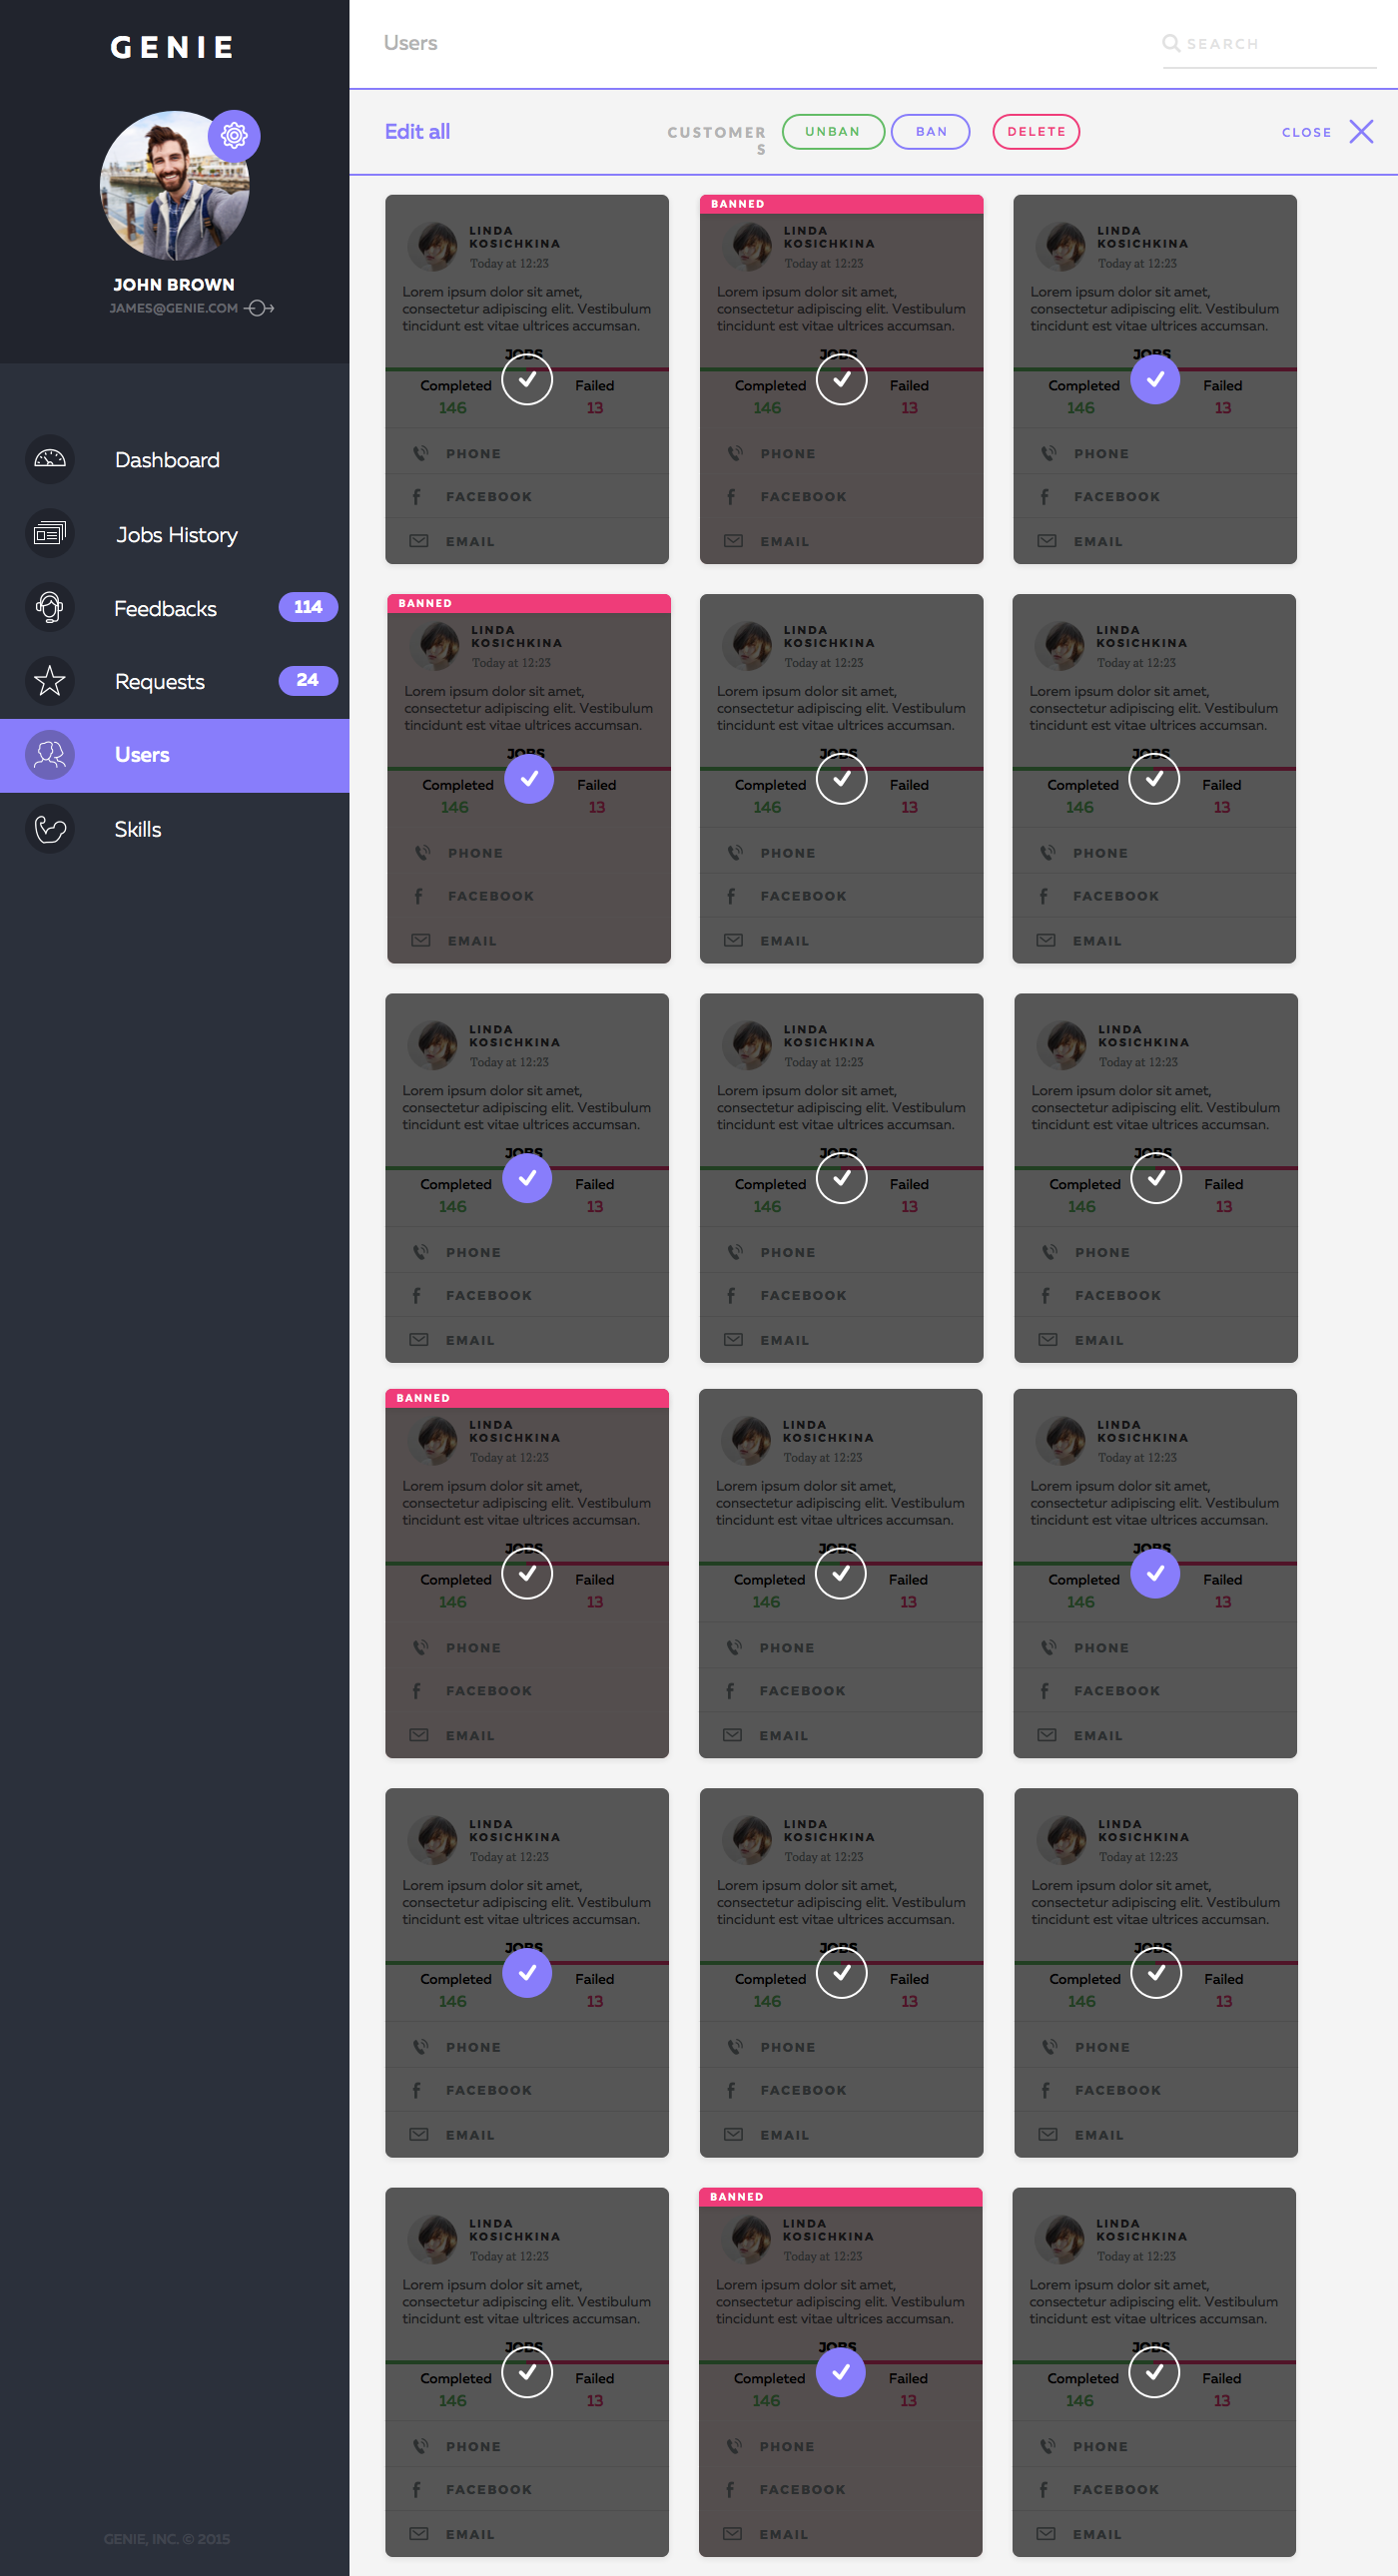 GENIE
JOHN BROWN
JAMES@GENIE.COM
Dashboard
Jobs History
Feedbacks 114
Requests 24
Users
Skills
GENIE, INC. © 2015
Users
SEARCH
Edit all
CUSTOMER
S
UNBAN
BAN
DELETE
CLOSE
LINDA
KOSICHKINA
Today at 12:23
Lorem ipsum dolor sit amet,
consectetur adipiscing elit. Vestibulum
tincidunt est vitae ultrices accumsan.
JOBS
Completed Failed
146 13
PHONE
FACEBOOK
EMAIL
BANNED
LINDA
KOSICHKINA
Today at 12:23
Lorem ipsum dolor sit amet,
consectetur adipiscing elit. Vestibulum
tincidunt est vitae ultrices accumsan.
JOBS
Completed Failed
146 13
PHONE
FACEBOOK
EMAIL
LINDA
KOSICHKINA
Today at 12:23
Lorem ipsum dolor sit amet,
consectetur adipiscing elit. Vestibulum
tincidunt est vitae ultrices accumsan.
JOBS
Completed Failed
146 13
PHONE
FACEBOOK
EMAIL
BANNED
LINDA
KOSICHKINA
Today at 12:23
Lorem ipsum dolor sit amet,
consectetur adipiscing elit. Vestibulum
tincidunt est vitae ultrices accumsan.
JOBS
Completed Failed
146 13
PHONE
FACEBOOK
EMAIL
LINDA
KOSICHKINA
Today at 12:23
Lorem ipsum dolor sit amet,
consectetur adipiscing elit. Vestibulum
tincidunt est vitae ultrices accumsan.
JOBS
Completed Failed
146 13
PHONE
FACEBOOK
EMAIL
LINDA
KOSICHKINA
Today at 12:23
Lorem ipsum dolor sit amet,
consectetur adipiscing elit. Vestibulum
tincidunt est vitae ultrices accumsan.
JOBS
Completed Failed
146 13
PHONE
FACEBOOK
EMAIL
LINDA
KOSICHKINA
Today at 12:23
Lorem ipsum dolor sit amet,
consectetur adipiscing elit. Vestibulum
tincidunt est vitae ultrices accumsan.
JOBS
Completed Failed
146 13
PHONE
FACEBOOK
EMAIL
LINDA
KOSICHKINA
Today at 12:23
Lorem ipsum dolor sit amet,
consectetur adipiscing elit. Vestibulum
tincidunt est vitae ultrices accumsan.
JOBS
Completed Failed
146 13
PHONE
FACEBOOK
EMAIL
LINDA
KOSICHKINA
Today at 12:23
Lorem ipsum dolor sit amet,
consectetur adipiscing elit. Vestibulum
tincidunt est vitae ultrices accumsan.
JOBS
Completed Failed
146 13
PHONE
FACEBOOK
EMAIL
BANNED
LINDA
KOSICHKINA
Today at 12:23
Lorem ipsum dolor sit amet,
consectetur adipiscing elit. Vestibulum
tincidunt est vitae ultrices accumsan.
JOBS
Completed Failed
146 13
PHONE
FACEBOOK
EMAIL
LINDA
KOSICHKINA
Today at 12:23
Lorem ipsum dolor sit amet,
consectetur adipiscing elit. Vestibulum
tincidunt est vitae ultrices accumsan.
JOBS
Completed Failed
146 13
PHONE
FACEBOOK
EMAIL
LINDA
KOSICHKINA
Today at 12:23
Lorem ipsum dolor sit amet,
consectetur adipiscing elit. Vestibulum
tincidunt est vitae ultrices accumsan.
JOBS
Completed Failed
146 13
PHONE
FACEBOOK
EMAIL
LINDA
KOSICHKINA
Today at 12:23
Lorem ipsum dolor sit amet,
consectetur adipiscing elit. Vestibulum
tincidunt est vitae ultrices accumsan.
JOBS
Completed Failed
146 13
PHONE
FACEBOOK
EMAIL
LINDA
KOSICHKINA
Today at 12:23
Lorem ipsum dolor sit amet,
consectetur adipiscing elit. Vestibulum
tincidunt est vitae ultrices accumsan.
JOBS
Completed Failed
146 13
PHONE
FACEBOOK
EMAIL
LINDA
KOSICHKINA
Today at 12:23
Lorem ipsum dolor sit amet,
consectetur adipiscing elit. Vestibulum
tincidunt est vitae ultrices accumsan.
JOBS
Completed Failed
146 13
PHONE
FACEBOOK
EMAIL
LINDA
KOSICHKINA
Today at 12:23
Lorem ipsum dolor sit amet,
consectetur adipiscing elit. Vestibulum
tincidunt est vitae ultrices accumsan.
JOBS
Completed Failed
146 13
PHONE
FACEBOOK
EMAIL
BANNED
LINDA
KOSICHKINA
Today at 12:23
Lorem ipsum dolor sit amet,
consectetur adipiscing elit. Vestibulum
tincidunt est vitae ultrices accumsan.
JOBS
Completed Failed
146 13
PHONE
FACEBOOK
EMAIL
LINDA
KOSICHKINA
Today at 12:23
Lorem ipsum dolor sit amet,
consectetur adipiscing elit. Vestibulum
tincidunt est vitae ultrices accumsan.
JOBS
Completed Failed
146 13
PHONE
FACEBOOK
EMAIL